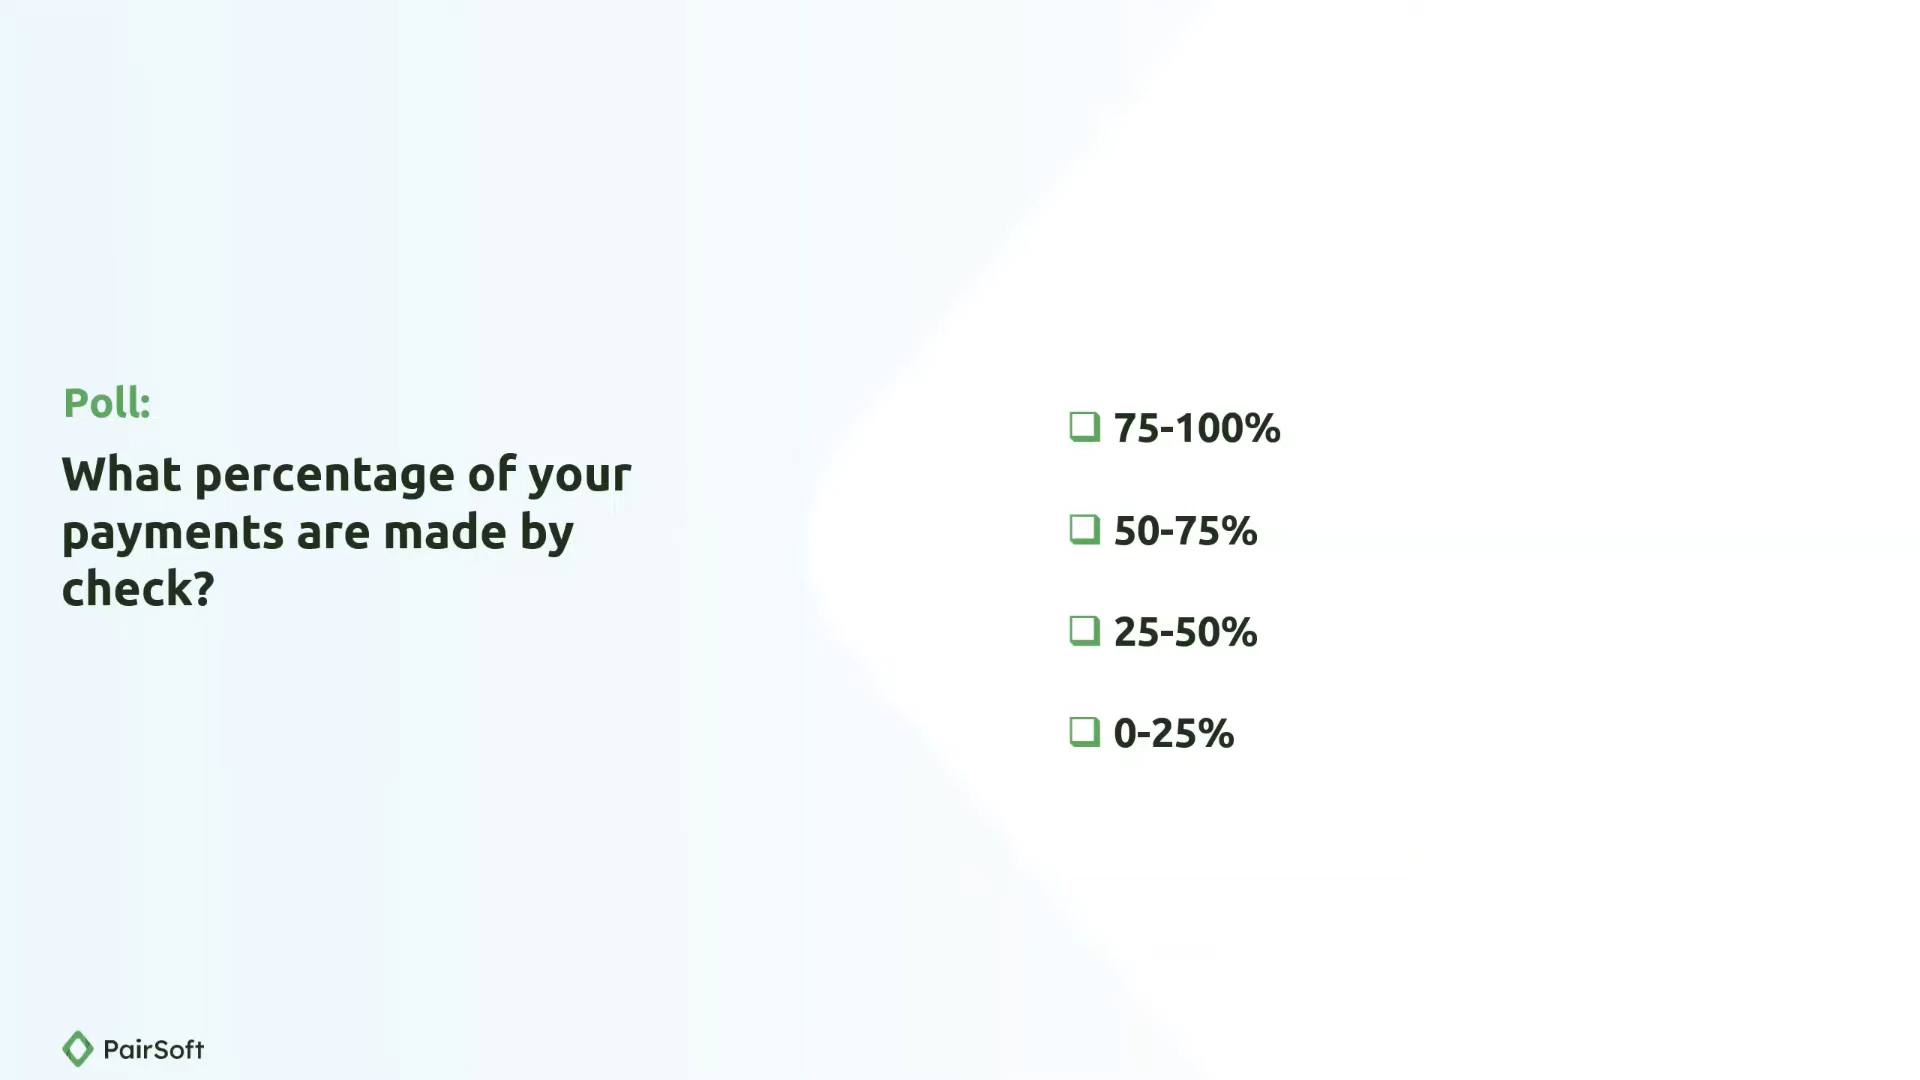 Poll:
What percentage of your
payments are made by
check?
75-100%
50-75%
25-50%
0-25%
PairSoft